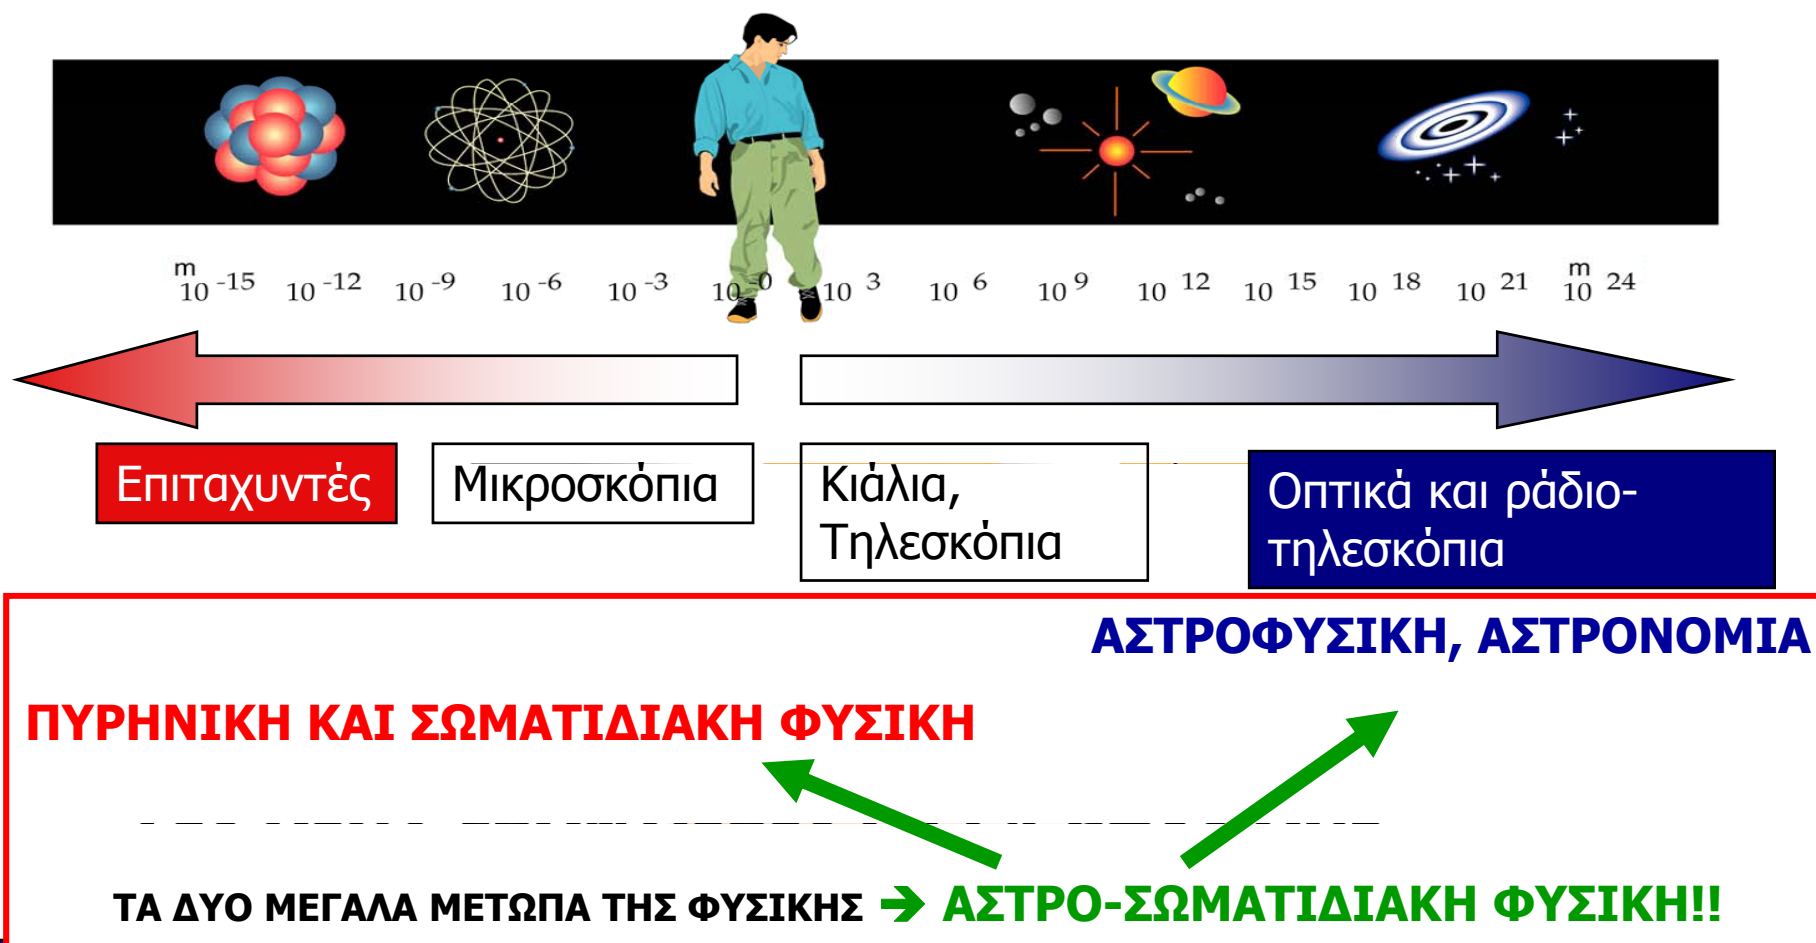 m m
10 -15 10 -12 10 -9 10 -6 10 -3 10 -0 10 3 10 6 10 9 10 12 10 15 10 18 10 21 10 24
Επιταχυντές
Μικροσκόπια
Κιάλια,
Τηλεσκόπια
Οπτικά και ράδιο-
τηλεσκόπια
ΑΣΤΡΟΦΥΣΙΚΗ, ΑΣΤΡΟΝΟΜΙΑ
ΠΥΡΗΝΙΚΗ ΚΑΙ ΣΩΜΑΤΙΔΙΑΚΗ ΦΥΣΙΚΗ
ΤΑ ΔΥΟ ΜΕΓΑΛΑ ΜΕΤΩΠΑ ΤΗΣ ΦΥΣΙΚΗΣ ➔ ΑΣΤΡΟ-ΣΩΜΑΤΙΔΙΑΚΗ ΦΥΣΙΚΗ!!